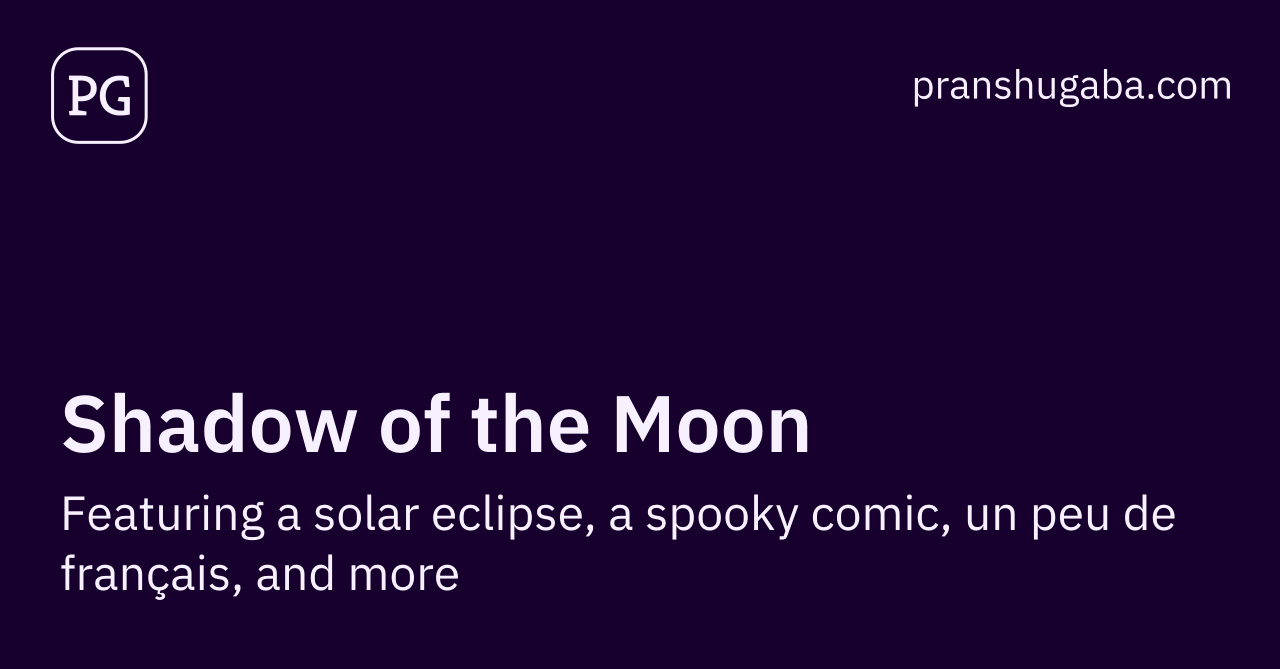 PG
pranshugaba.com
Shadow of the Moon
Featuring a solar eclipse, a spooky comic, un peu de
français, and more